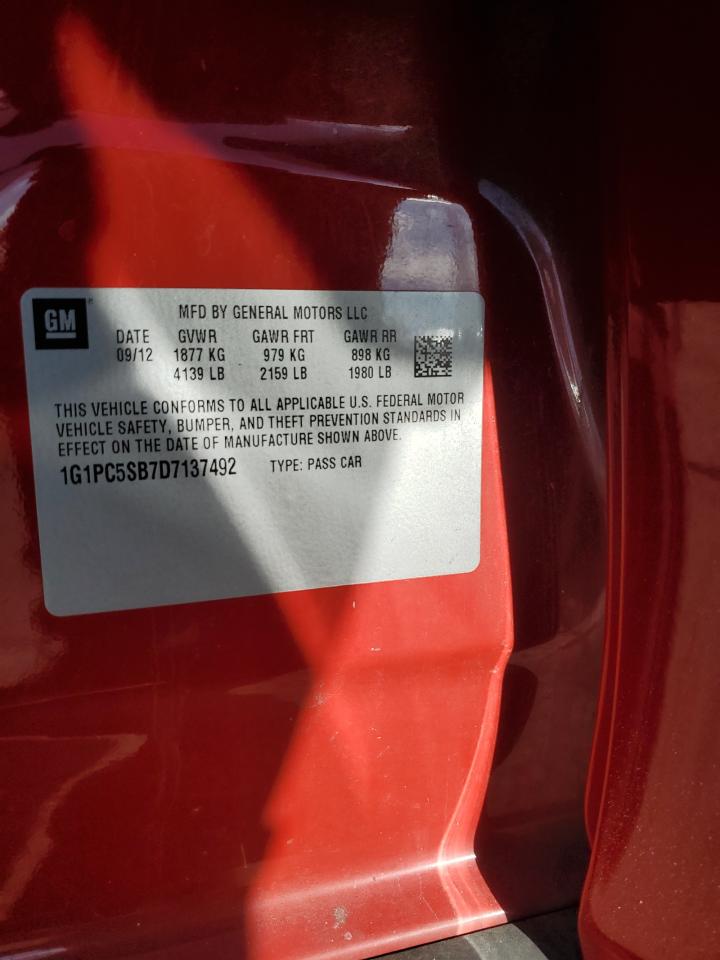 GM®
MFD BY GENERAL MOTORS LLC
DATE GVWR GAWR FRT GAWR RR
09/12 1877 KG 979 KG 898 KG
4139 LB 2159 LB 1980 LB
THIS VEHICLE CONFORMS TO ALL APPLICABLE U.S. FEDERAL MOTOR
VEHICLE SAFETY, BUMPER, AND THEFT PREVENTION STANDARDS IN
EFFECT ON THE DATE OF MANUFACTURE SHOWN ABOVE.
1G1PC5SB7D7137492 TYPE: PASS CAR